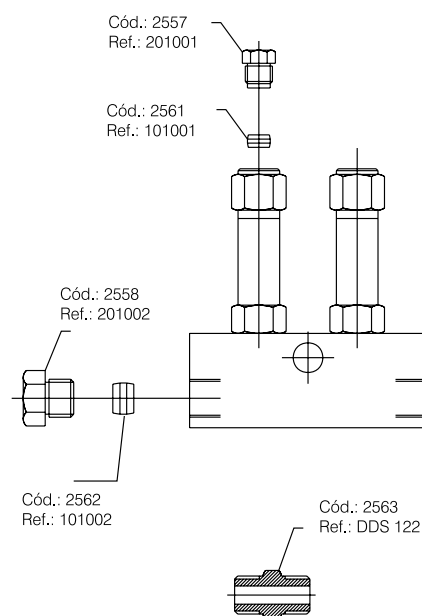 Cód.: 2557
Ref.: 201001
Cód.: 2561
Ref.: 101001
Cód.: 2558
Ref.: 201002
Cód.: 2562
Ref.: 101002
Cód.: 2563
Ref.: DDS 122